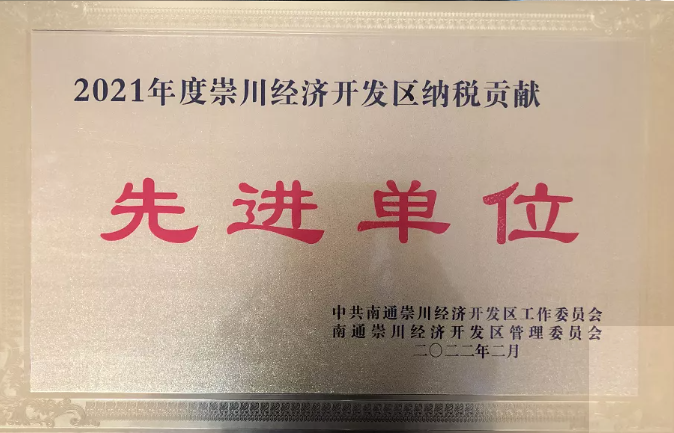 2021年度崇川经济开发区纳税贡献
先进单位
中共南通崇川经济开发区工作委员会
南通崇川经济开发区管理委员会
二〇二二年二月